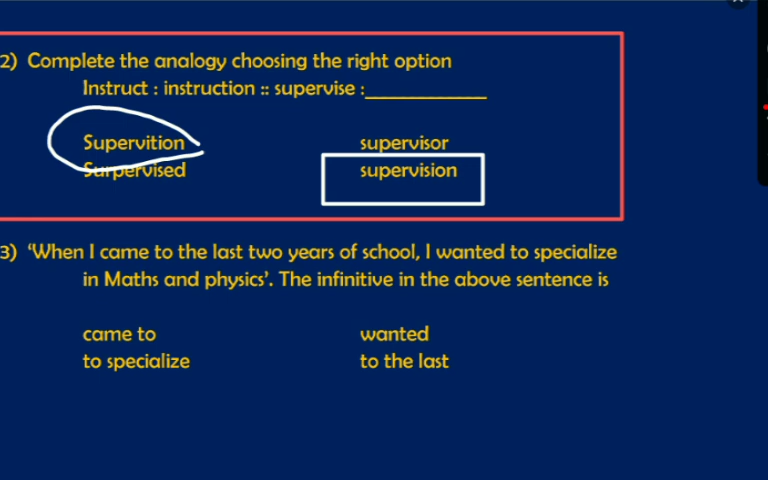 2) Complete the analogy choosing the right option
Instruct : instruction :: supervise :____________
Supervition supervisor
Surpervised supervision
3) ‘When I came to the last two years of school, I wanted to specialize
in Maths and physics’. The infinitive in the above sentence is
came to wanted
to specialize to the last